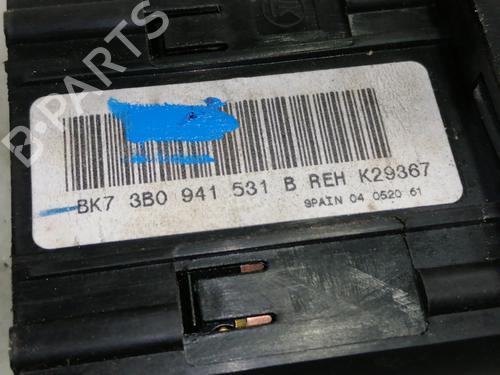 B-PARTS
BK7 3B0 941 531 B REH K29367
SPAIN 04 0520 61